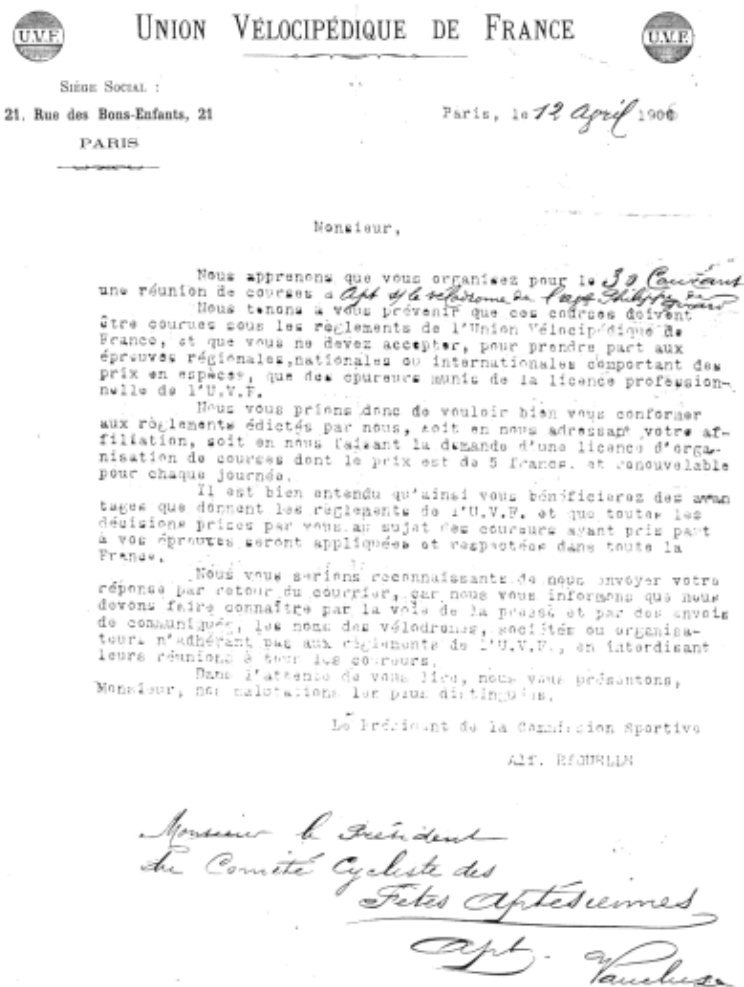 U.V.F. UNION VÉLOCIPÉDIQUE DE FRANCE U.V.F.
SIÈGE SOCIAL :
21, Rue des Bons-Enfants, 21
PARIS
Paris, le 12 April 1906
Monsieur,
Nous apprenons que vous organisez pour le 30 Courant
une réunion de courses a Apt s/ le vélodrome de
Nous tenons à vous prévenir que ces courses doivent
être courues sous les règlements de l'Union Vélocipédique de
France, et que vous ne devez accepter, pour prendre part aux
épreuves régionales,nationales ou internationales comportant des
prix en espèces, que des coureurs munis de la licence profession-
nelle de l'U.V.F.
Nous vous prions donc de vouloir bien vous conformer
aux règlements édictés par nous, soit en nous adressant votre af-
filiation, soit en nous faisant la demande d'une licence d'orga-
nisation de courses dont le prix est de 5 francs. et renouvelable
pour chaque journée.
Il est bien entendu qu'ainsi vous bénéficierez des avan
tages que donnent les règlements de l'U.V.F. et que toutes les
décisions prises par vous au sujet des coureurs ayant pris part
à vos épreuves seront appliquées et respectées dans toute la
France.
Nous vous serions reconnaissants de nous envoyer votre
réponse par retour du courrier, car nous vous informons que nous
devons faire connaître par la voie de la presse et par des envois
de communiqués, les noms des vélodromes, sociétés ou organisa-
teurs n'adhérant pas aux règlements de l'U.V.F., en interdisant
leurs réunions à tous les coureurs.
Dans l'attente de vous lire, nous vous présentons,
Monsieur, nos salutations les plus distinguées.
Le Président de la Commission Sportive
Alf.
Monsieur le Président
du Comité Cycliste des
Fêtes Aptésiennes
Apt. Vaucluse